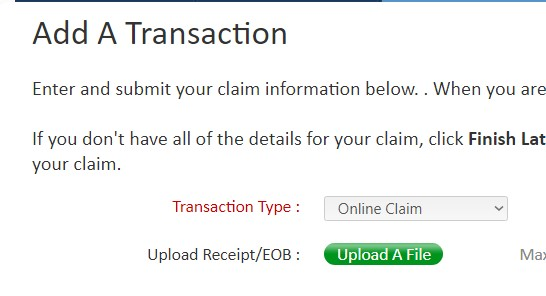 Add A Transaction
Enter and submit your claim information below. . When you are
If you don't have all of the details for your claim, click Finish Lat
your claim.
Transaction Type : Online Claim
Upload Receipt/EOB : Upload A File Max